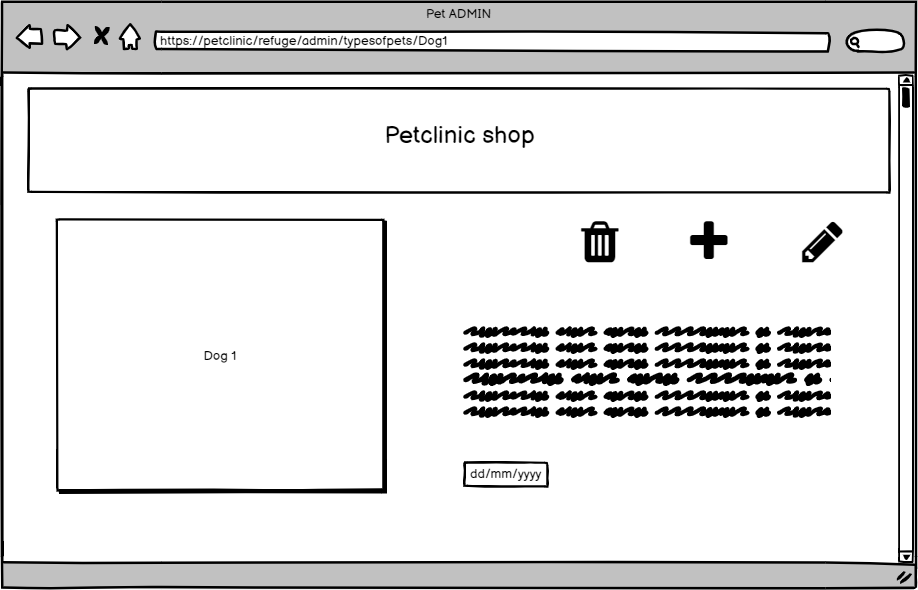 Pet ADMIN
https://petclinic/refuge/admin/typesofpets/Dog1
Petclinic shop
Dog 1
dd/mm/yyyy